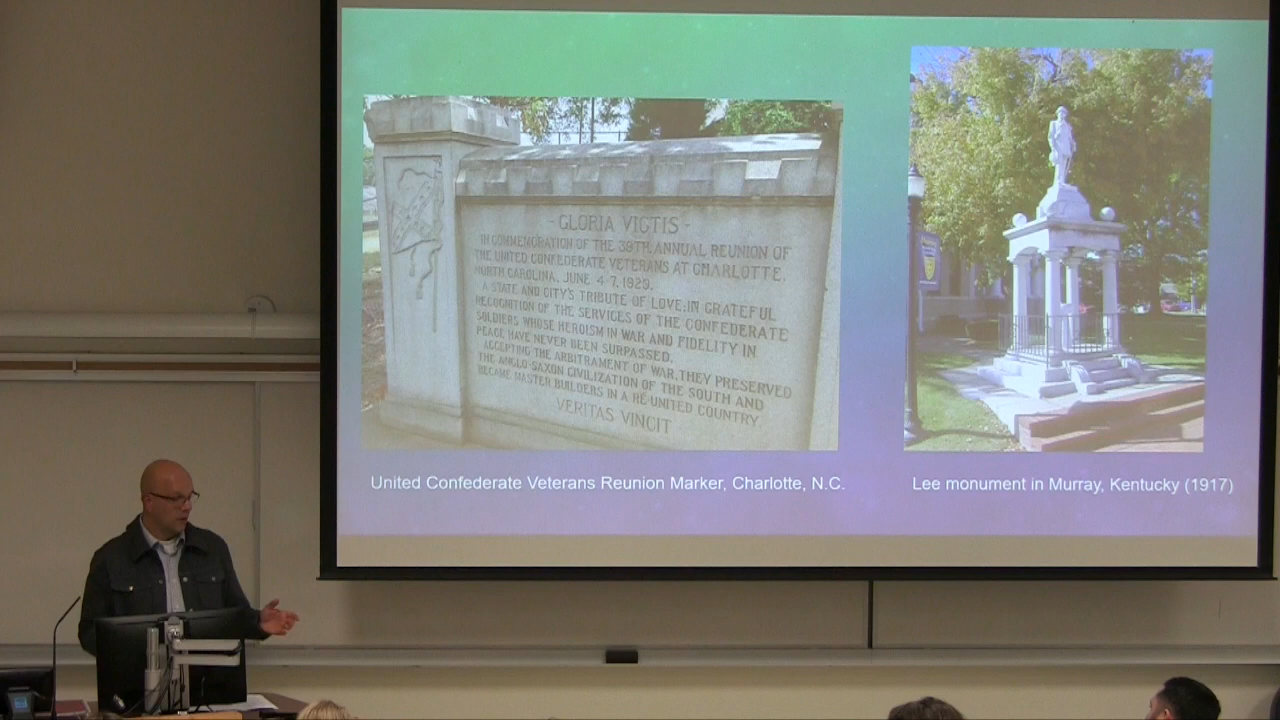 - GLORIA VICTIS -
IN COMMEMORATION OF THE 39TH ANNUAL REUNION OF
THE UNITED CONFEDERATE VETERANS AT CHARLOTTE,
NORTH CAROLINA, JUNE 4-7, 1929.
A STATE AND CITY'S TRIBUTE OF LOVE; IN GRATEFUL
RECOGNITION OF THE SERVICES OF THE CONFEDERATE
SOLDIERS WHOSE HEROISM IN WAR AND FIDELITY IN
PEACE HAVE NEVER BEEN SURPASSED.
ACCEPTING THE ARBITRAMENT OF WAR, THEY PRESERVED
THE ANGLO-SAXON CIVILIZATION OF THE SOUTH AND
BECAME MASTER BUILDERS IN A RE-UNITED COUNTRY.
VERITAS VINCIT
United Confederate Veterans Reunion Marker, Charlotte, N.C.
Lee monument in Murray, Kentucky (1917)